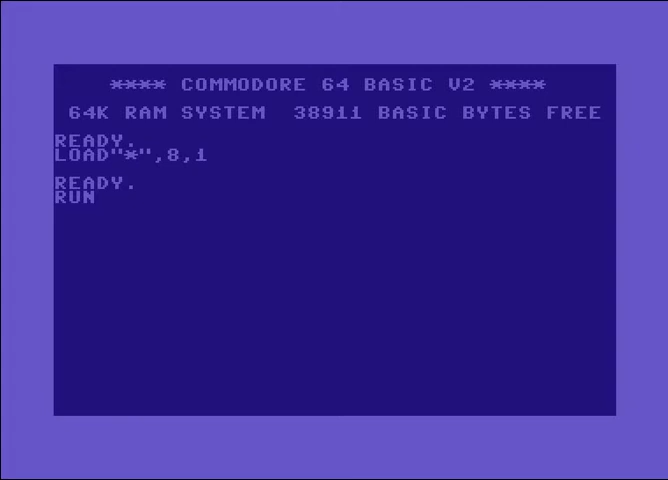 **** COMMODORE 64 BASIC V2 ****
64K RAM SYSTEM  38911 BASIC BYTES FREE
READY.
LOAD"*",8,1
READY.
RUN